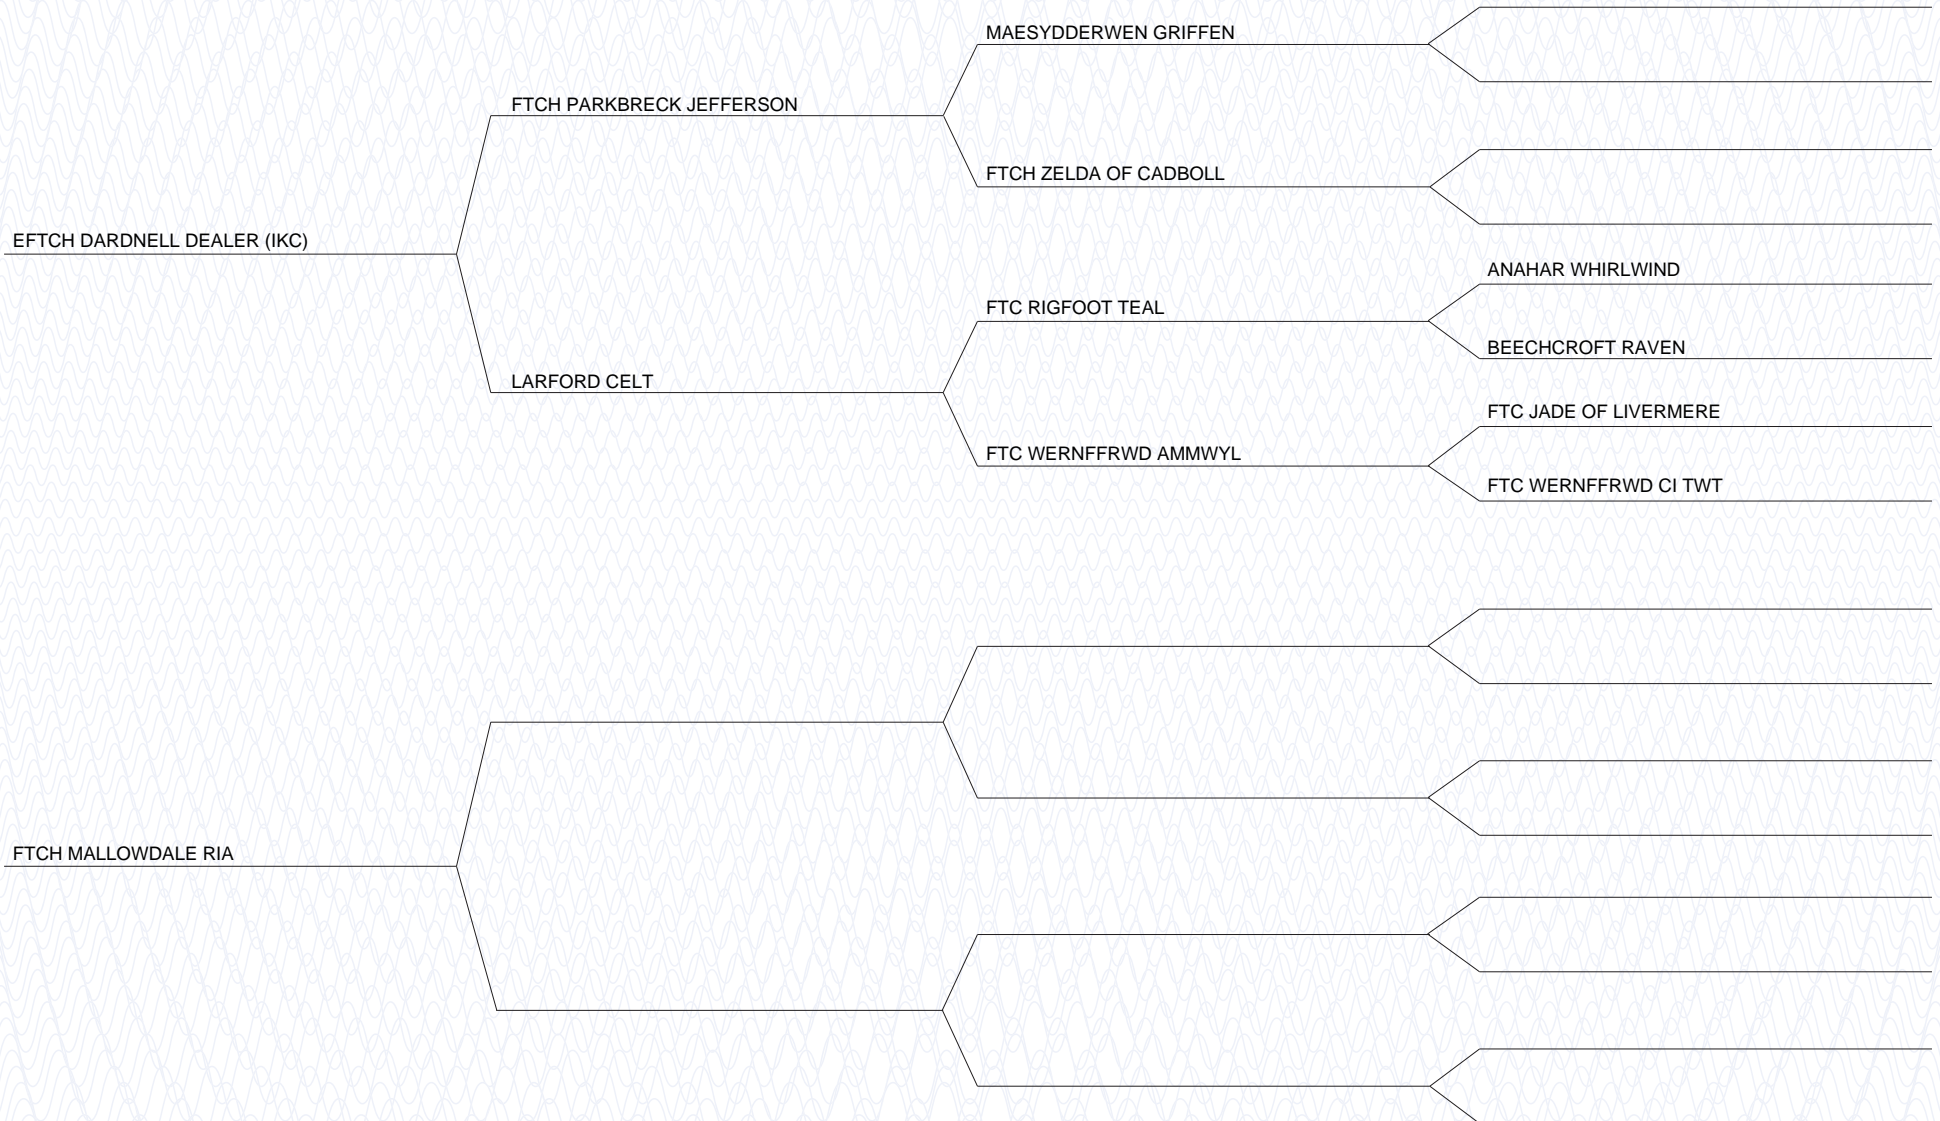 MAESYDDERWEN GRIFFEN
FTCH PARKBRECK JEFFERSON
FTCH ZELDA OF CADBOLL
EFTCH DARDNELL DEALER (IKC)
ANAHAR WHIRLWIND
FTC RIGFOOT TEAL
BEECHCROFT RAVEN
LARFORD CELT
FTC JADE OF LIVERMERE
FTC WERNFFRWD AMMWYL
FTC WERNFFRWD CI TWT
FTCH MALLOWDALE RIA